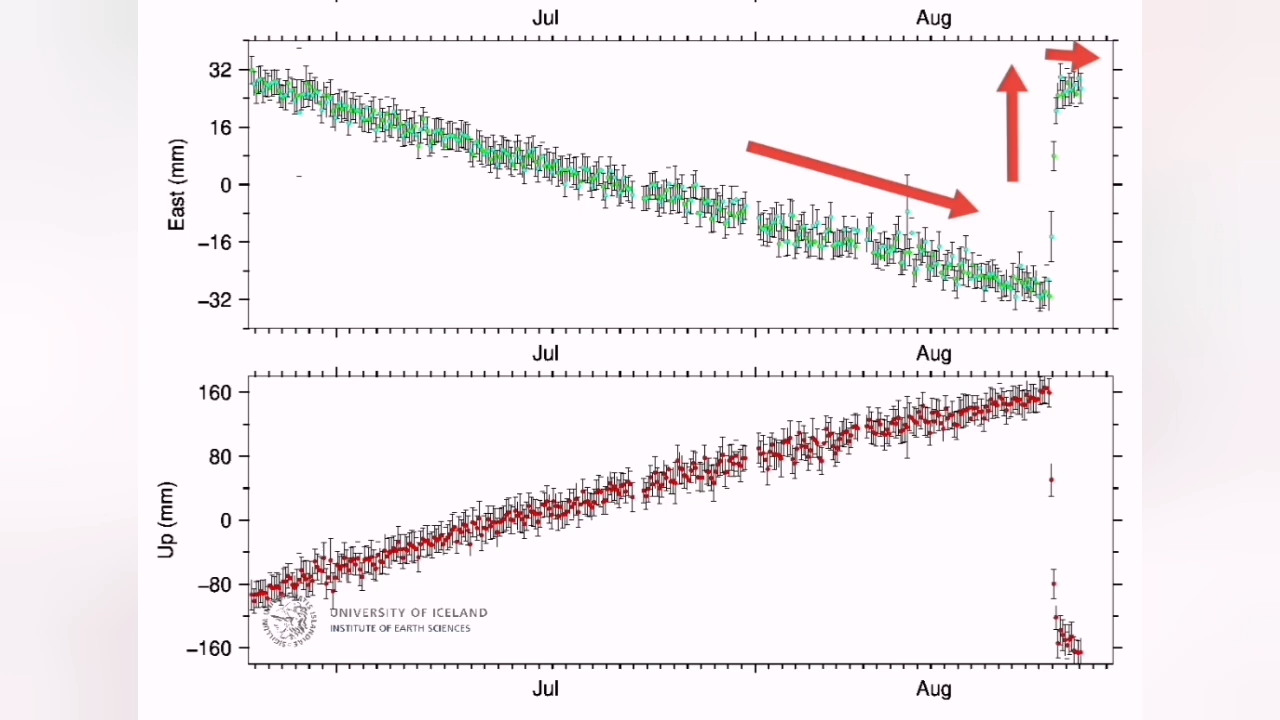 Jul Aug
32
16
0
−16
−32
East (mm)
Jul Aug
160
80
0
−80
−160
Up (mm)
UNIVERSITY OF ICELAND
INSTITUTE OF EARTH SCIENCES
Jul Aug